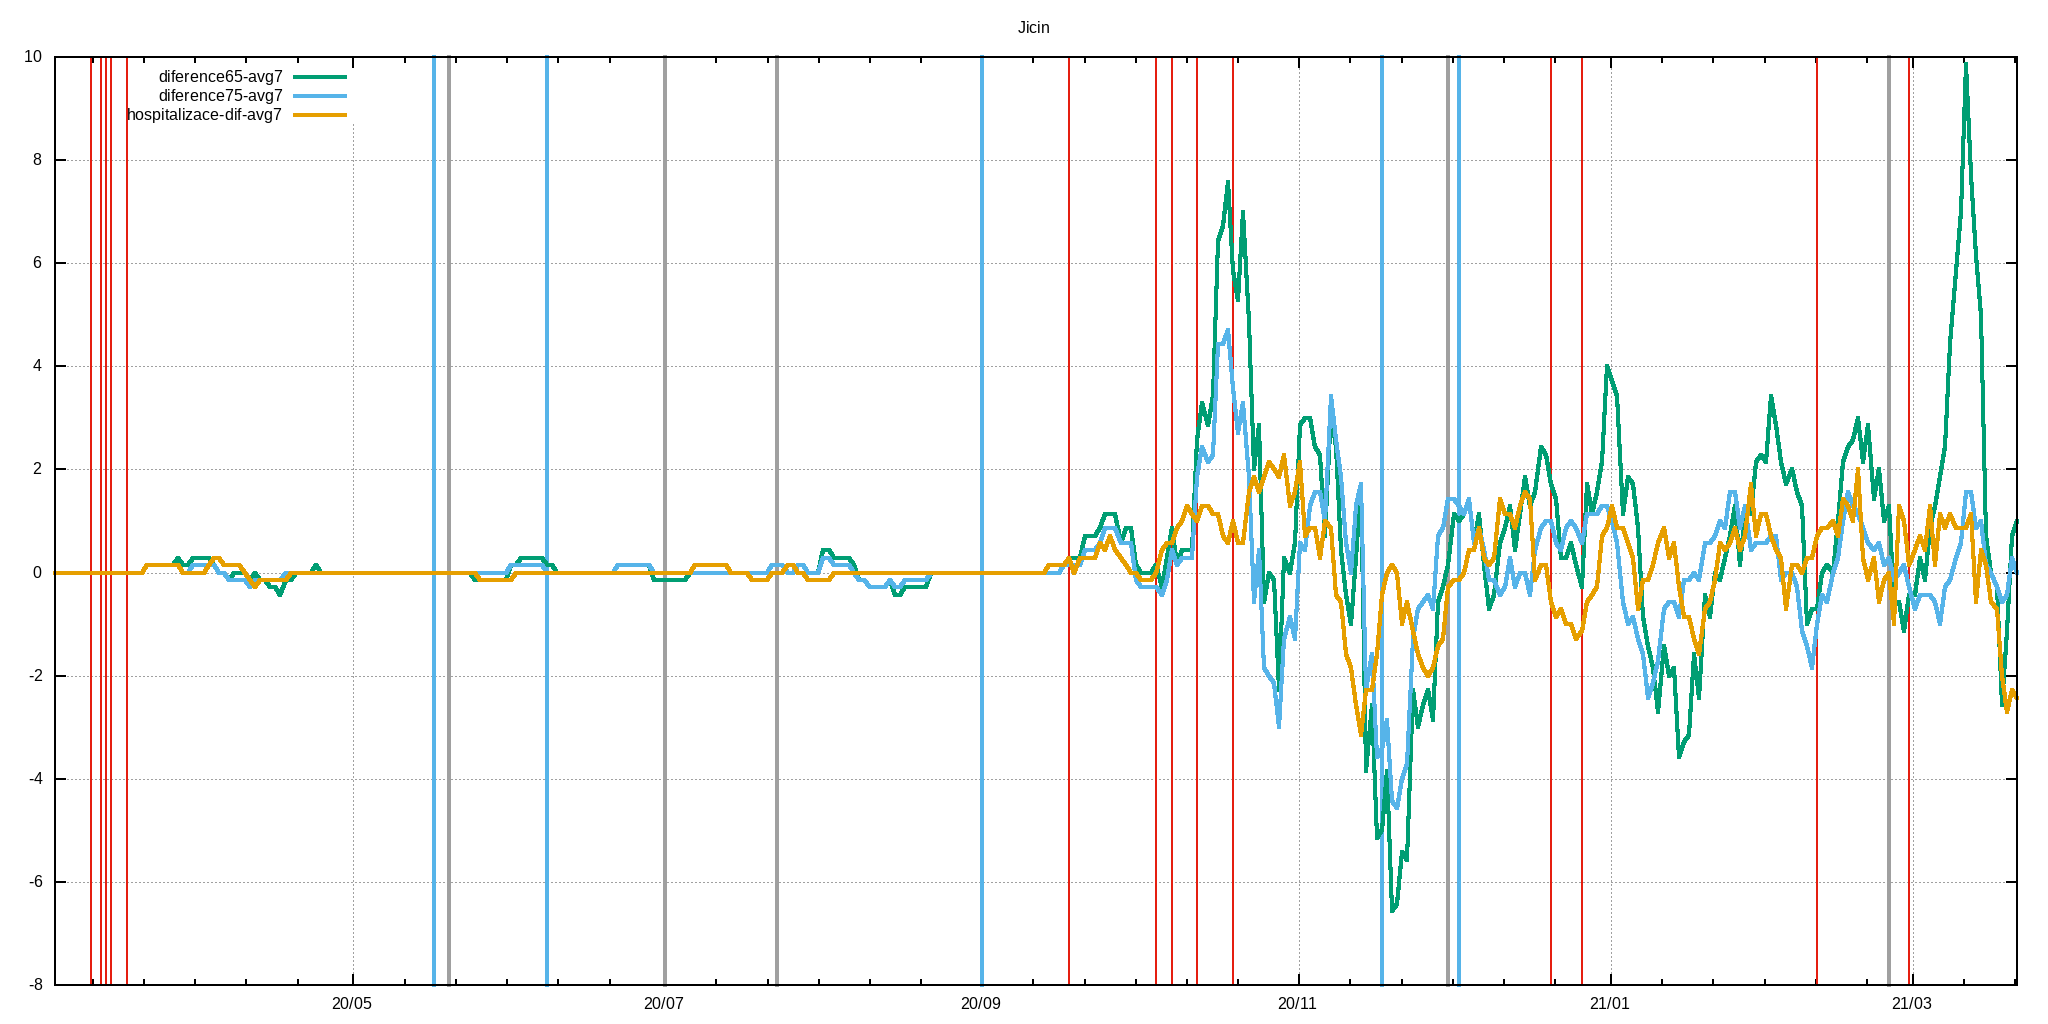 Jicin
10
diference65-avg7
diference75-avg7
hospitalizace-dif-avg7
8
6
4
2
0
-2
-4
-6
-8
20/05 20/07 20/09 20/11 21/01 21/03